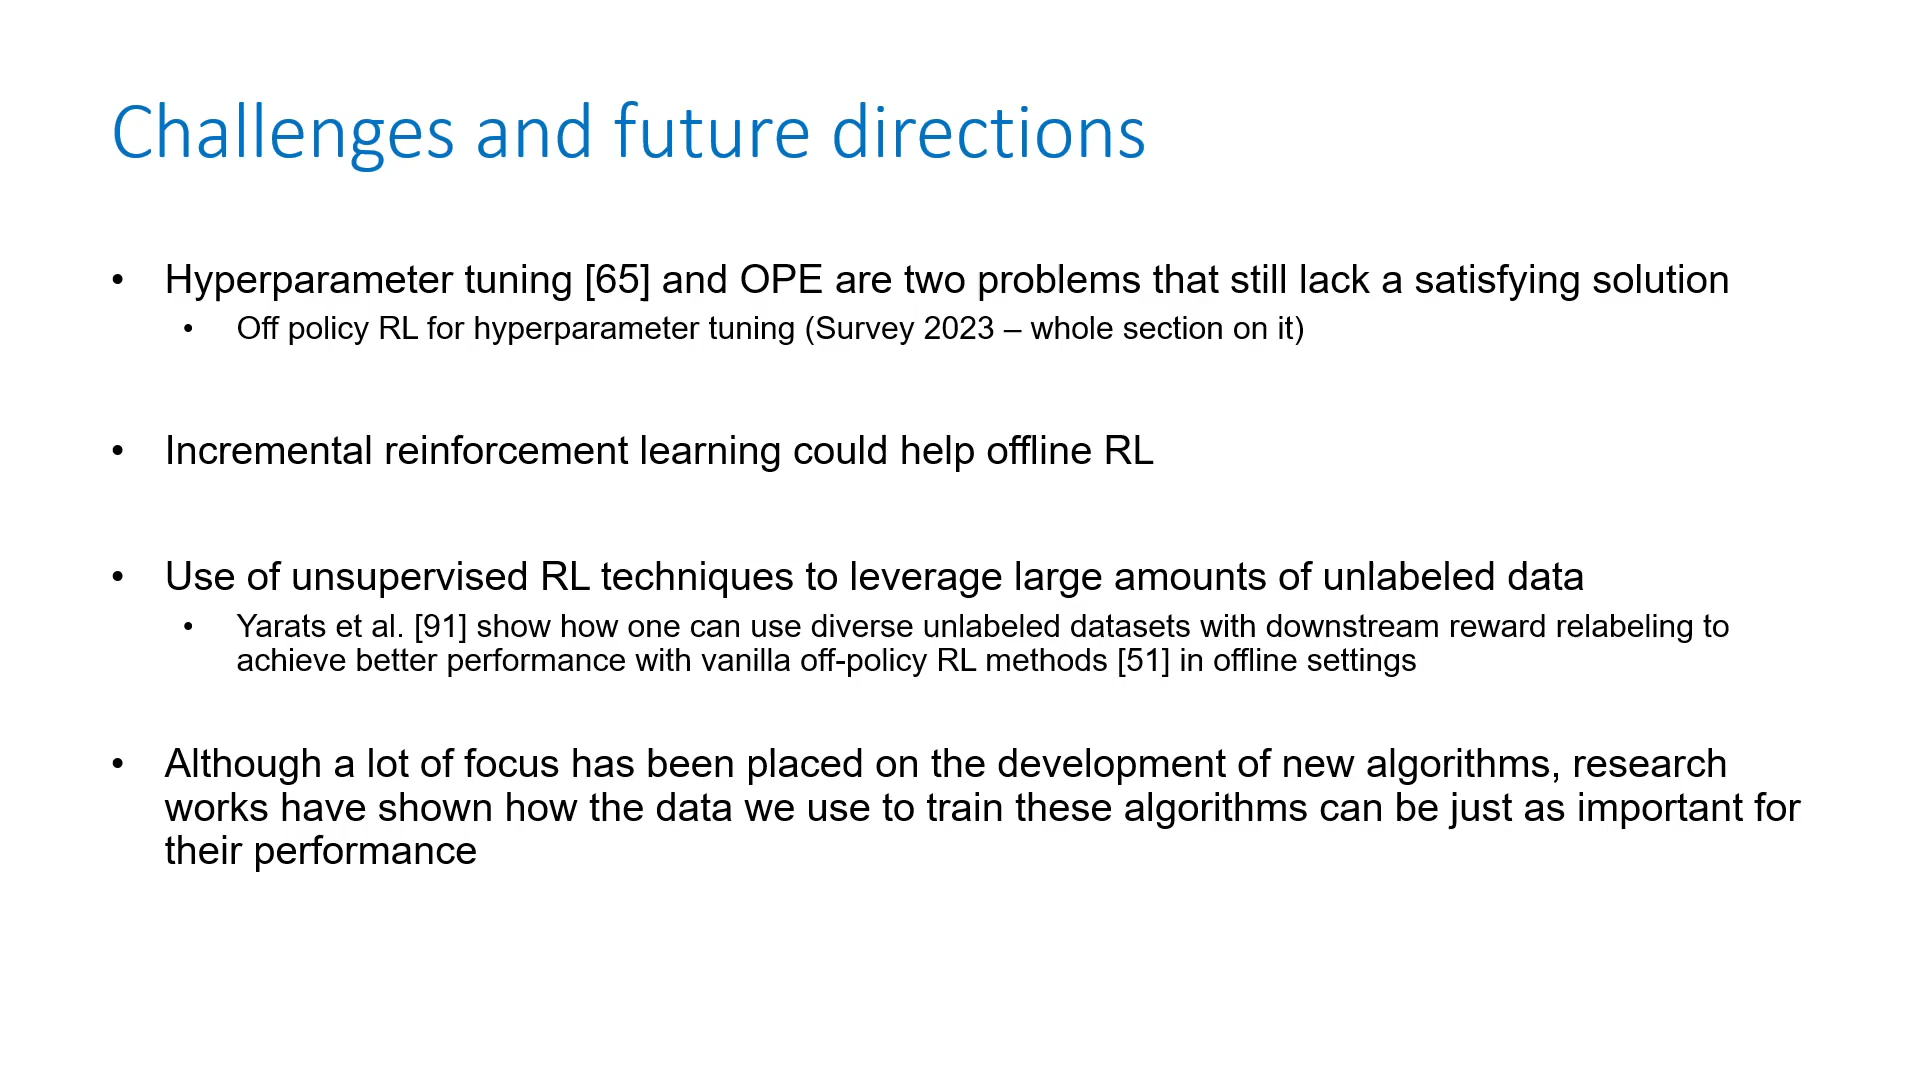 Challenges and future directions
• Hyperparameter tuning [65] and OPE are two problems that still lack a satisfying solution
• Off policy RL for hyperparameter tuning (Survey 2023 – whole section on it)
• Incremental reinforcement learning could help offline RL
• Use of unsupervised RL techniques to leverage large amounts of unlabeled data
• Yarats et al. [91] show how one can use diverse unlabeled datasets with downstream reward relabeling to
achieve better performance with vanilla off-policy RL methods [51] in offline settings
• Although a lot of focus has been placed on the development of new algorithms, research
works have shown how the data we use to train these algorithms can be just as important for
their performance